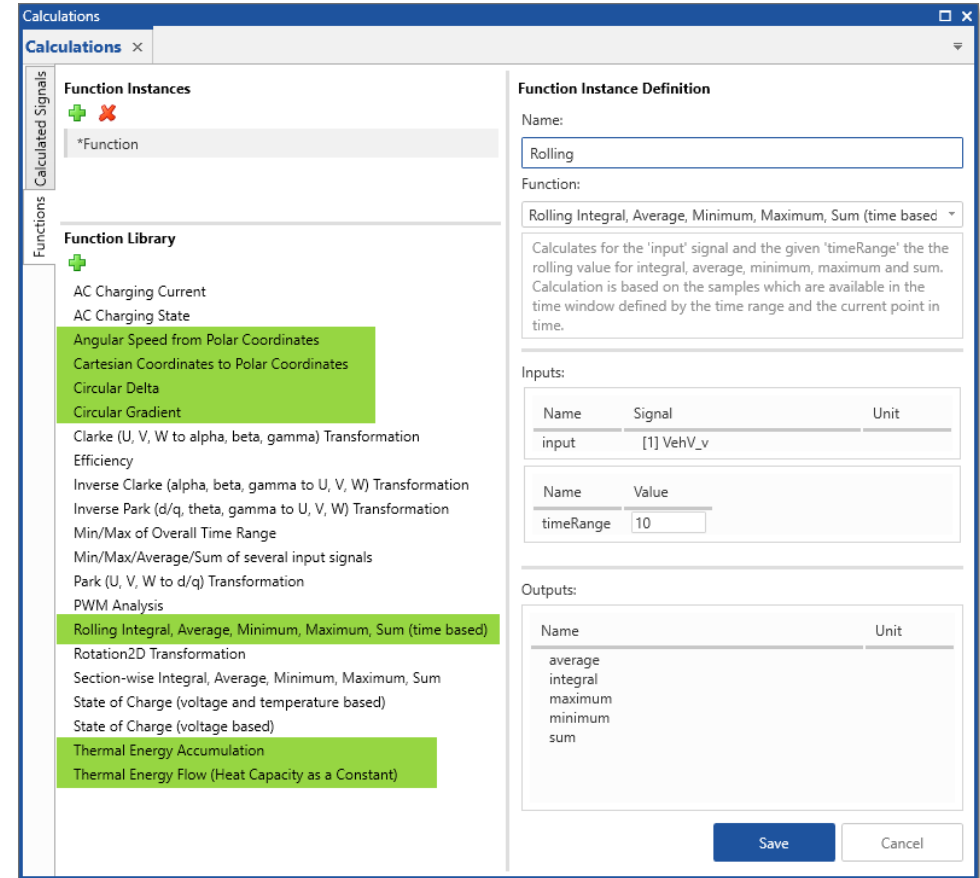 Calculations
Calculations
Calculated Signals
Functions
Function Instances
*Function
Function Library
AC Charging Current
AC Charging State
Angular Speed from Polar Coordinates
Cartesian Coordinates to Polar Coordinates
Circular Delta
Circular Gradient
Clarke (U, V, W to alpha, beta, gamma) Transformation
Efficiency
Inverse Clarke (alpha, beta, gamma to U, V, W) Transformation
Inverse Park (d/q, theta, gamma to U, V, W) Transformation
Min/Max of Overall Time Range
Min/Max/Average/Sum of several input signals
Park (U, V, W to d/q) Transformation
PWM Analysis
Rolling Integral, Average, Minimum, Maximum, Sum (time based)
Rotation2D Transformation
Section-wise Integral, Average, Minimum, Maximum, Sum
State of Charge (voltage and temperature based)
State of Charge (voltage based)
Thermal Energy Accumulation
Thermal Energy Flow (Heat Capacity as a Constant)
Function Instance Definition
Name:
Rolling
Function:
Rolling Integral, Average, Minimum, Maximum, Sum (time based
Calculates for the 'input' signal and the given 'timeRange' the the
rolling value for integral, average, minimum, maximum and sum.
Calculation is based on the samples which are available in the
time window defined by the time range and the current point in
time.
Inputs:
Name Signal Unit
input [1] VehV_v
Name Value
timeRange 10
Outputs:
Name Unit
average
integral
maximum
minimum
sum
Save Cancel